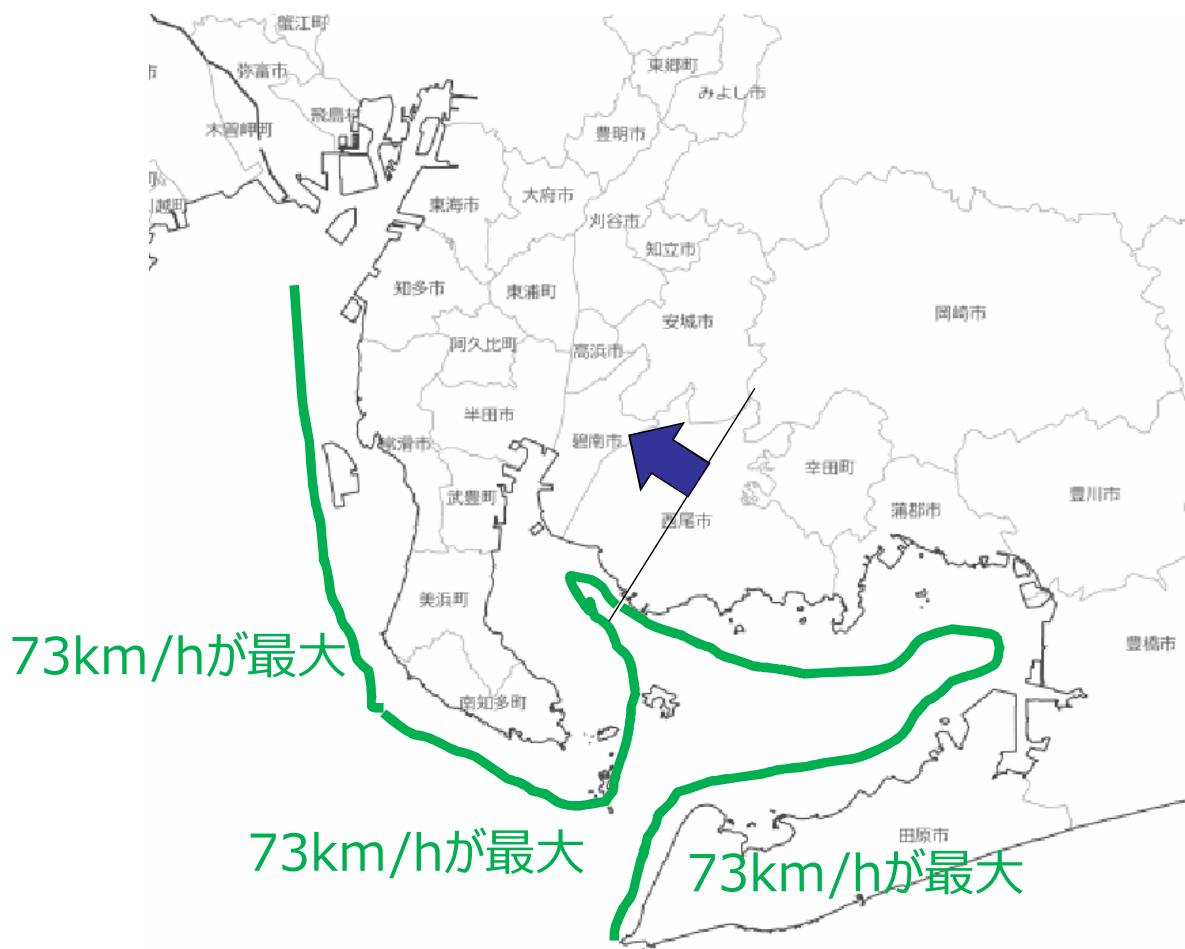 蟹江町
弥富市
飛島村
木曽岬町
市
町
川越町
東郷町
みよし市
豊明市
大府市
東海市
刈谷市
知立市
知多市
東浦町
安城市
岡崎市
阿久比町
高浜市
半田市
常滑市
碧南市
幸田町
武豊町
西尾市
蒲郡市
豊川市
美浜町
豊橋市
73km/hが最大
南知多町
田原市
73km/hが最大
73km/hが最大